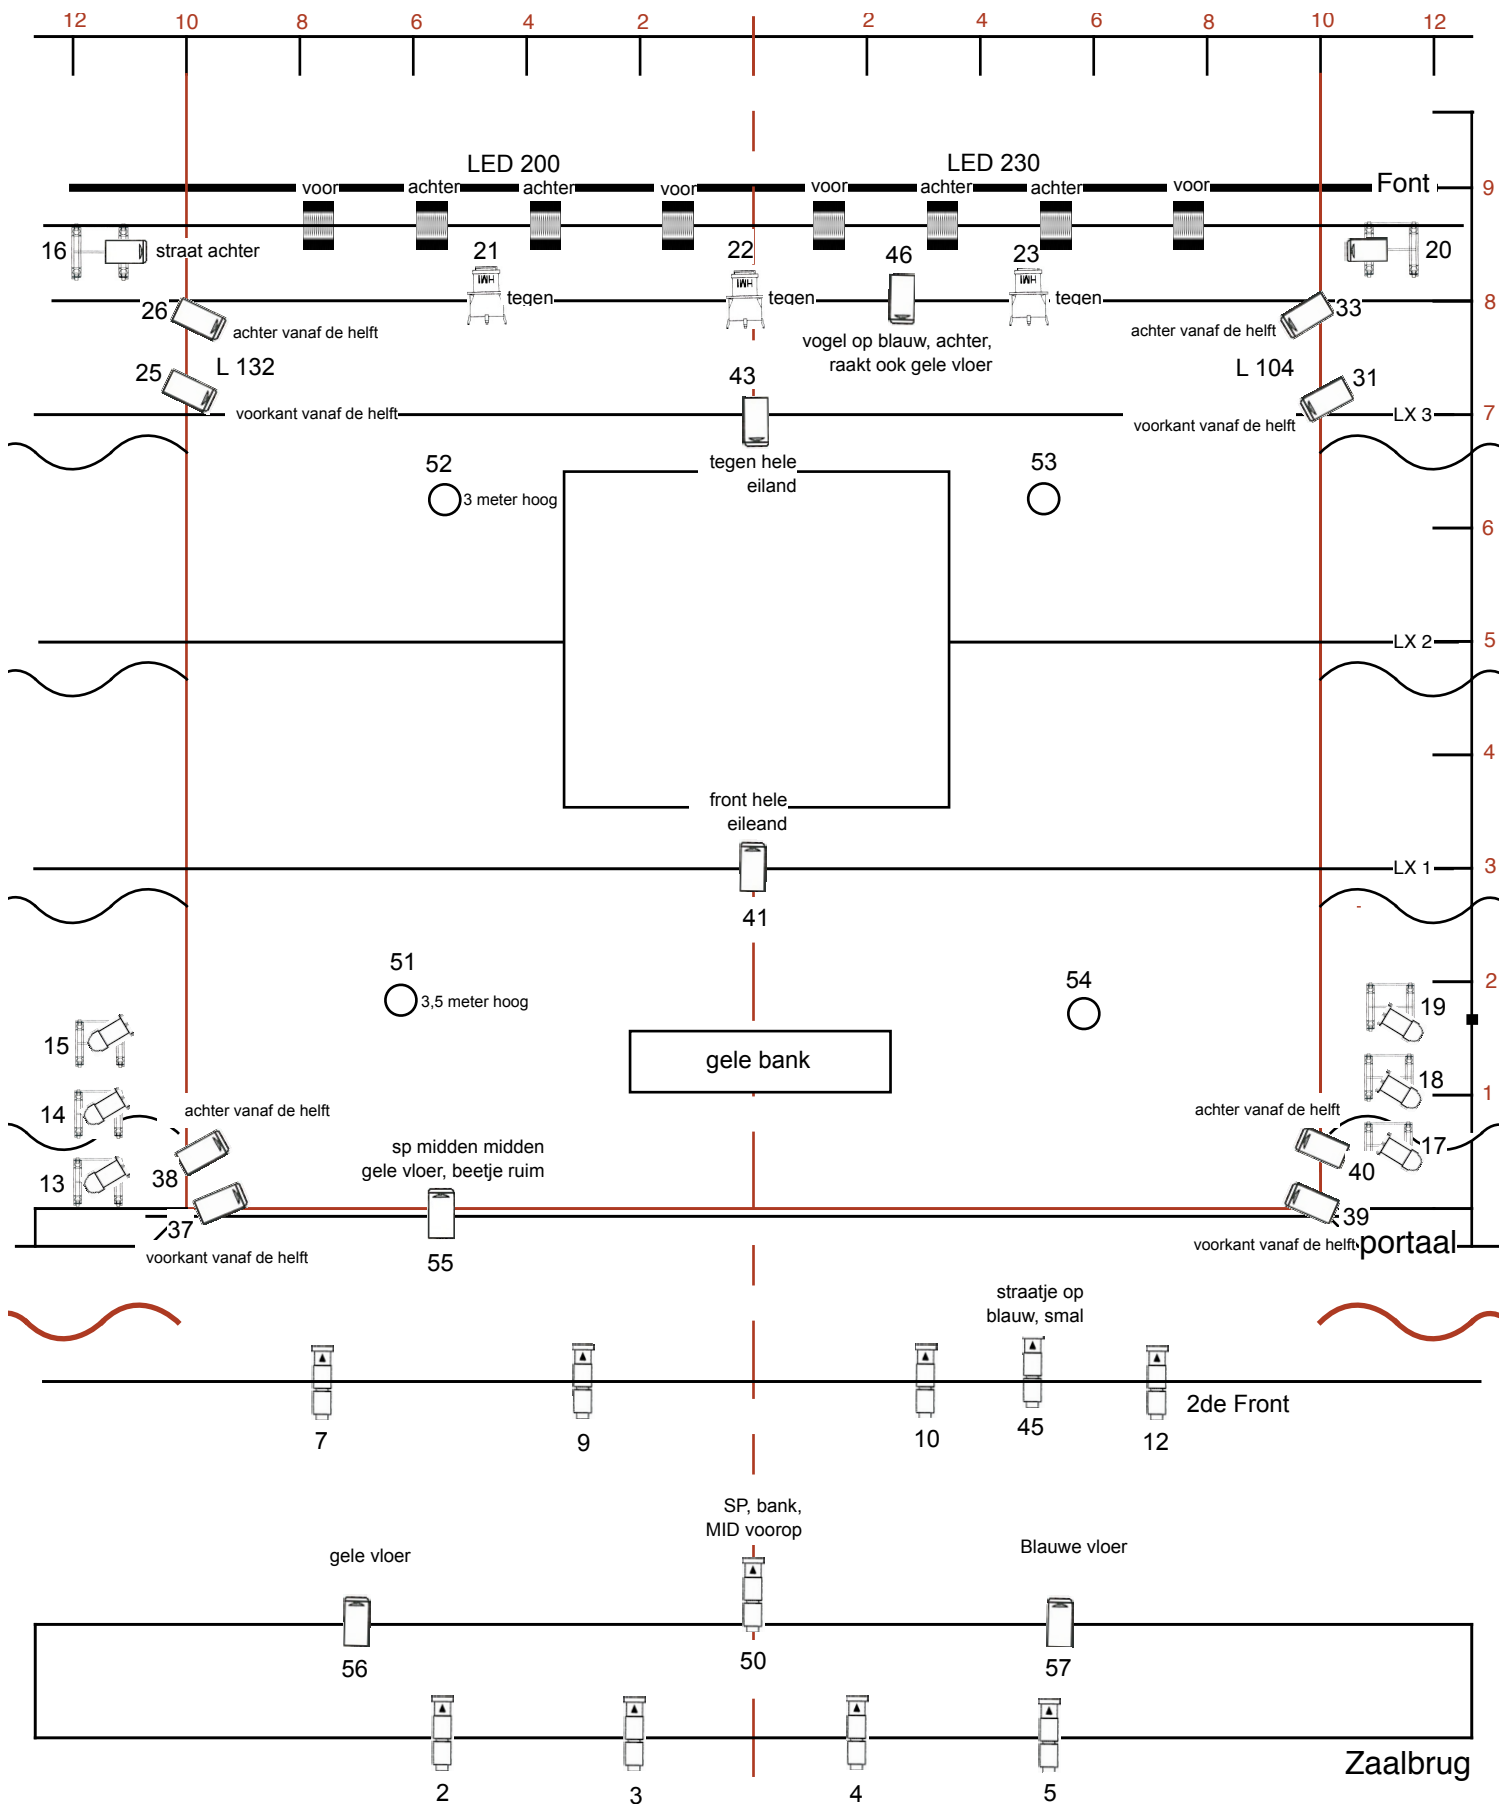 12 10 8 6 4 2 2 4 6 8 10 12
LED 200 LED 230
voor achter achter voor voor achter achter voor Font 9
16 straat achter 21 22 46 23 20
HMI HMI HMI
26 tegen tegen tegen 33 8
achter vanaf de helft
vogel op blauw, achter,
raakt ook gele vloer
achter vanaf de helft
25 L 132 43 L 104 31
voorkant vanaf de helft
voorkant vanaf de helft
LX 3 7
52 tegen hele
eiland
53
3 meter hoog
6
LX 2 5
4
front hele
eileand
LX 1 3
41
51 54
3,5 meter hoog
2
19
15
gele bank
18
14 1
achter vanaf de helft achter vanaf de helft
17
sp midden midden
gele vloer, beetje ruim
38 40
13
37 39
voorkant vanaf de helft 55 voorkant vanaf de helft portaal
straatje op
blauw, smal
2de Front
7 9 10 45 12
SP, bank,
MID voorop
gele vloer Blauwe vloer
56 50 57
Zaalbrug
2 3 4 5